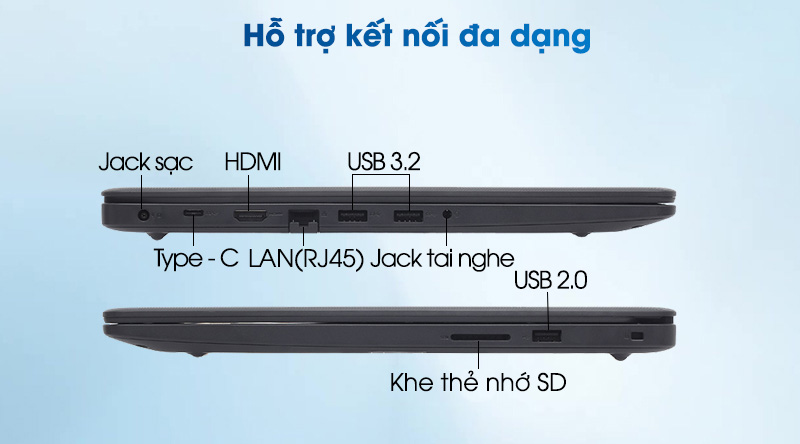 Hỗ trợ kết nối đa dạng
Jack sạc HDMI USB 3.2
Type - C LAN(RJ45) Jack tai nghe
USB 2.0
Khe thẻ nhớ SD